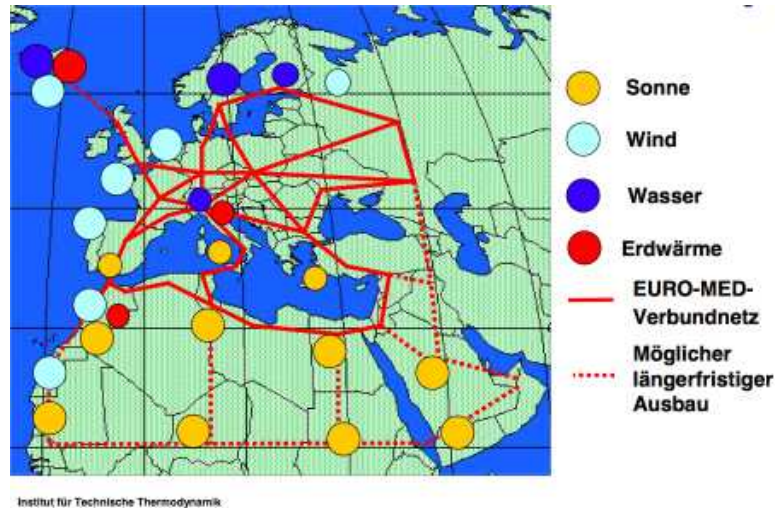 Sonne
Wind
Wasser
Erdwärme
EURO-MED-
Verbundnetz
Möglicher
längerfristiger
Ausbau
Institut für Technische Thermodynamik